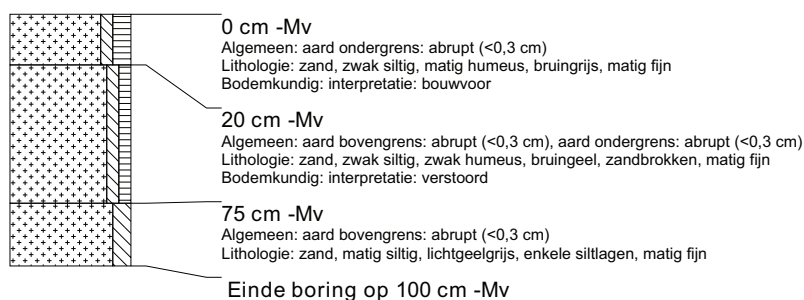 0 cm -Mv
Algemeen: aard ondergrens: abrupt (<0,3 cm)
Lithologie: zand, zwak siltig, matig humeus, bruingrijs, matig fijn
Bodemkundig: interpretatie: bouwvoor
20 cm -Mv
Algemeen: aard bovengrens: abrupt (<0,3 cm), aard ondergrens: abrupt (<0,3 cm)
Lithologie: zand, zwak siltig, zwak humeus, bruingeel, zandbrokken, matig fijn
Bodemkundig: interpretatie: verstoord
75 cm -Mv
Algemeen: aard bovengrens: abrupt (<0,3 cm)
Lithologie: zand, matig siltig, lichtgeelgrijs, enkele siltlagen, matig fijn
Einde boring op 100 cm -Mv